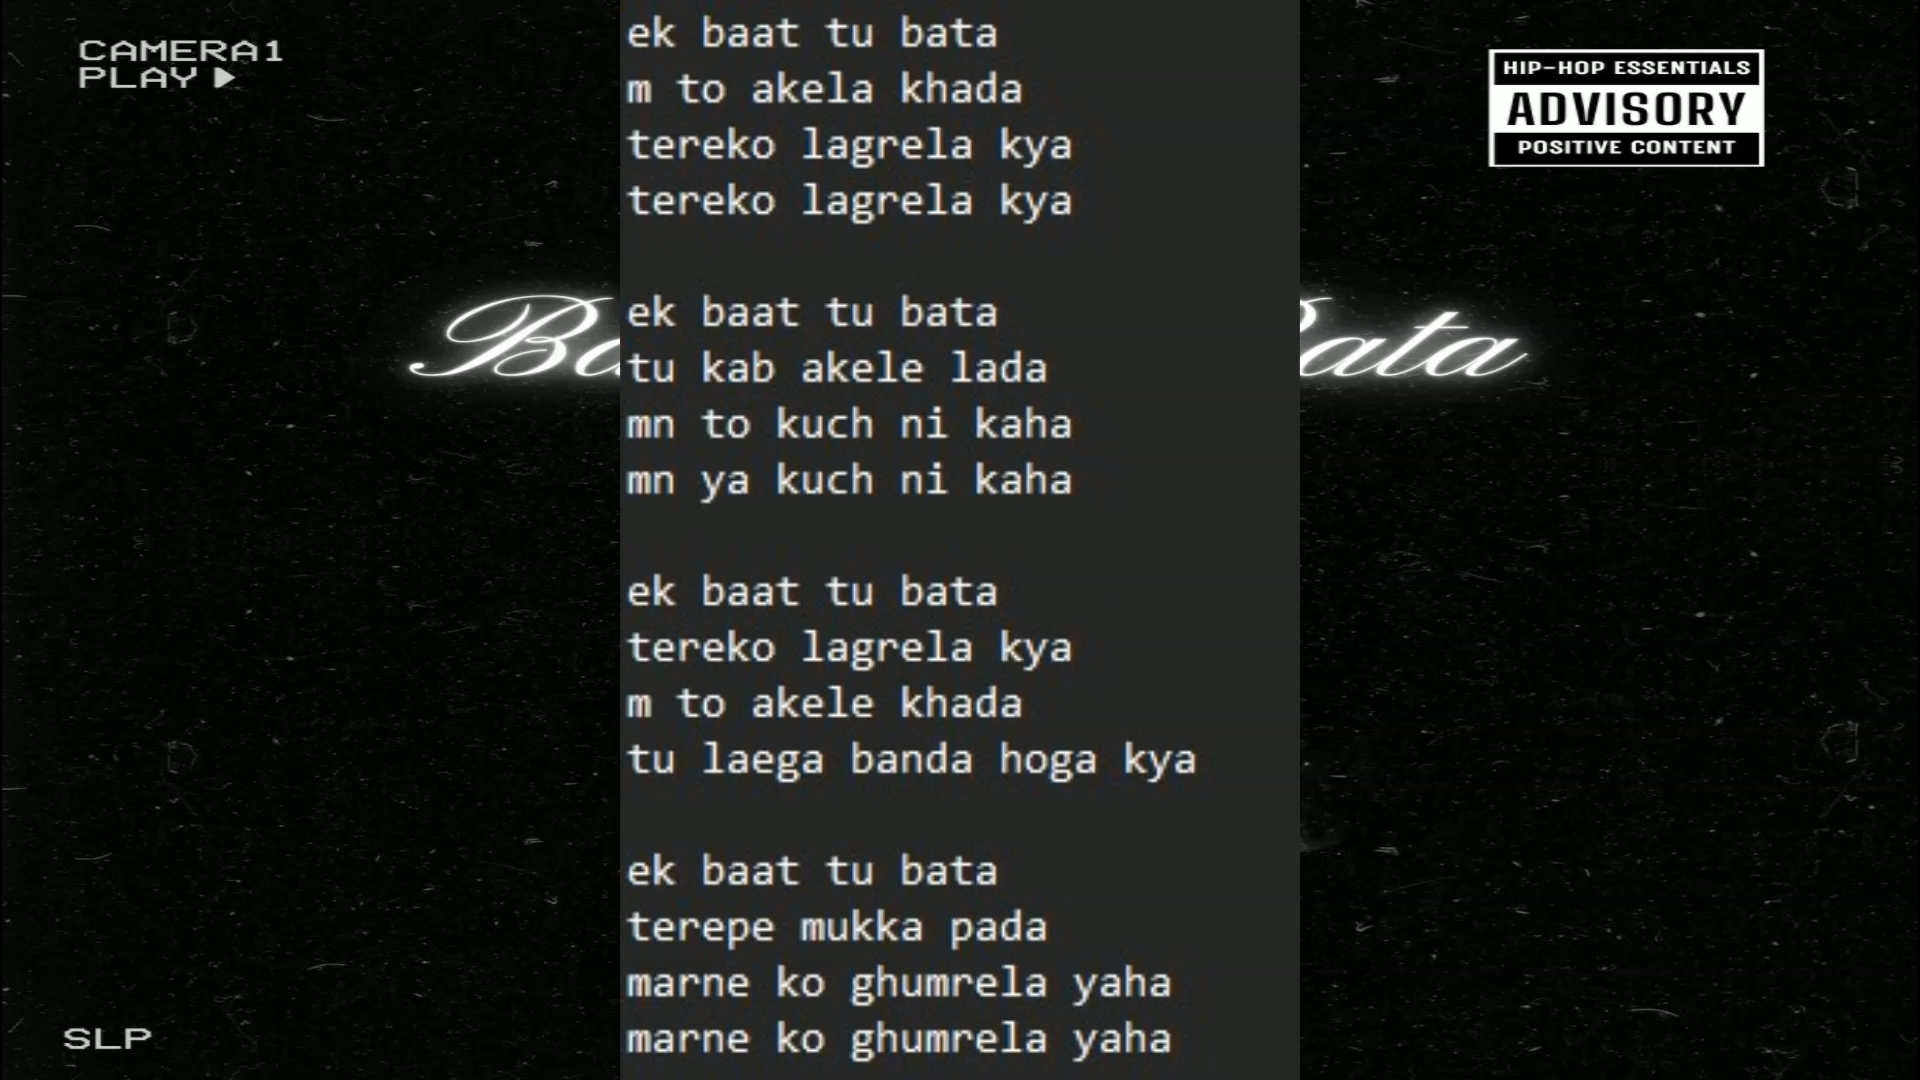 CAMERA1
PLAY
HIP-HOP ESSENTIALS
ADVISORY
POSITIVE CONTENT
ek baat tu bata
m to akela khada
tereko lagrela kya
tereko lagrela kya
ek baat tu bata
tu kab akele lada
mn to kuch ni kaha
mn ya kuch ni kaha
ek baat tu bata
tereko lagrela kya
m to akele khada
tu laega banda hoga kya
ek baat tu bata
terepe mukka pada
marne ko ghumrela yaha
marne ko ghumrela yaha
SLP